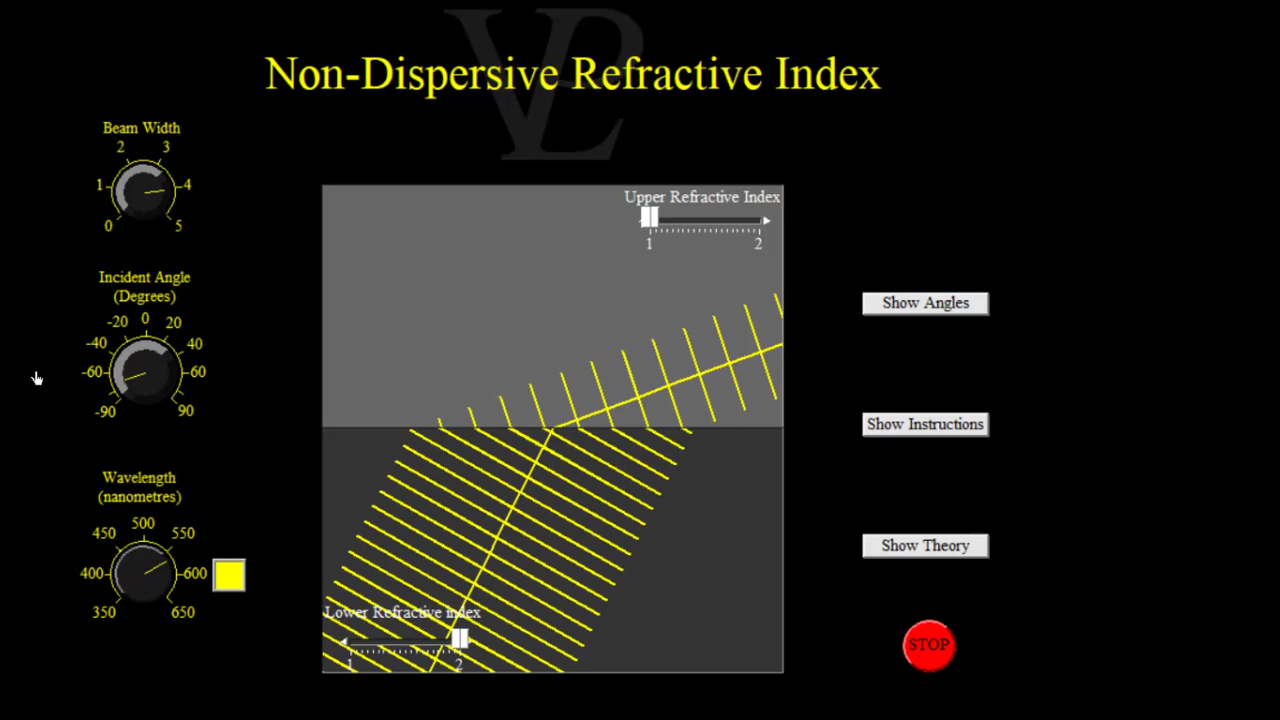 Non-Dispersive Refractive Index
Beam Width
2 3
1 4
0 5
Incident Angle
(Degrees)
-20 0 20
-40 40
-60 60
-90 90
Wavelength
(nanometres)
500
450 550
400 600
350 650
Upper Refractive Index
1 2
Lower Refractive index
1 2
Show Angles
Show Instructions
Show Theory
STOP